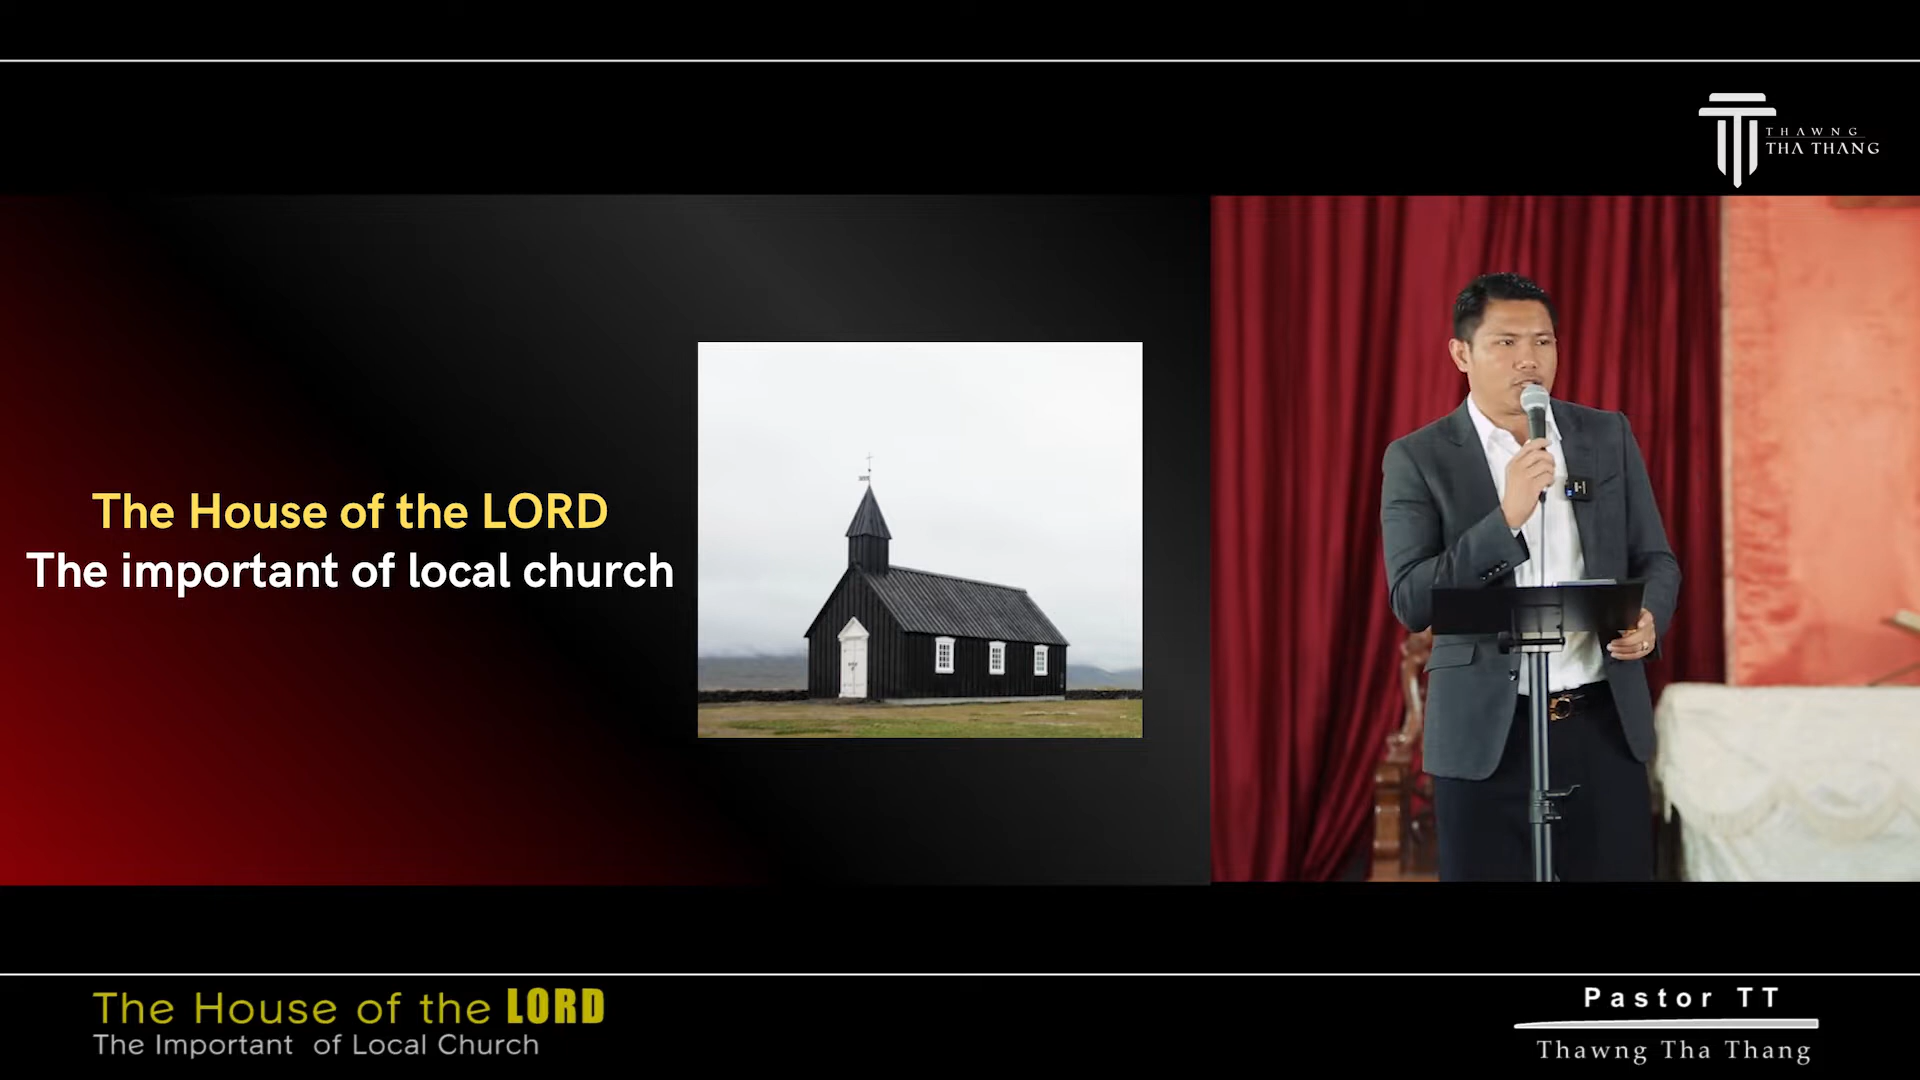 THAWNG
THA THANG
The House of the LORD
The important of local church
The House of the LORD
The Important of Local Church
Pastor TT
Thawng Tha Thang